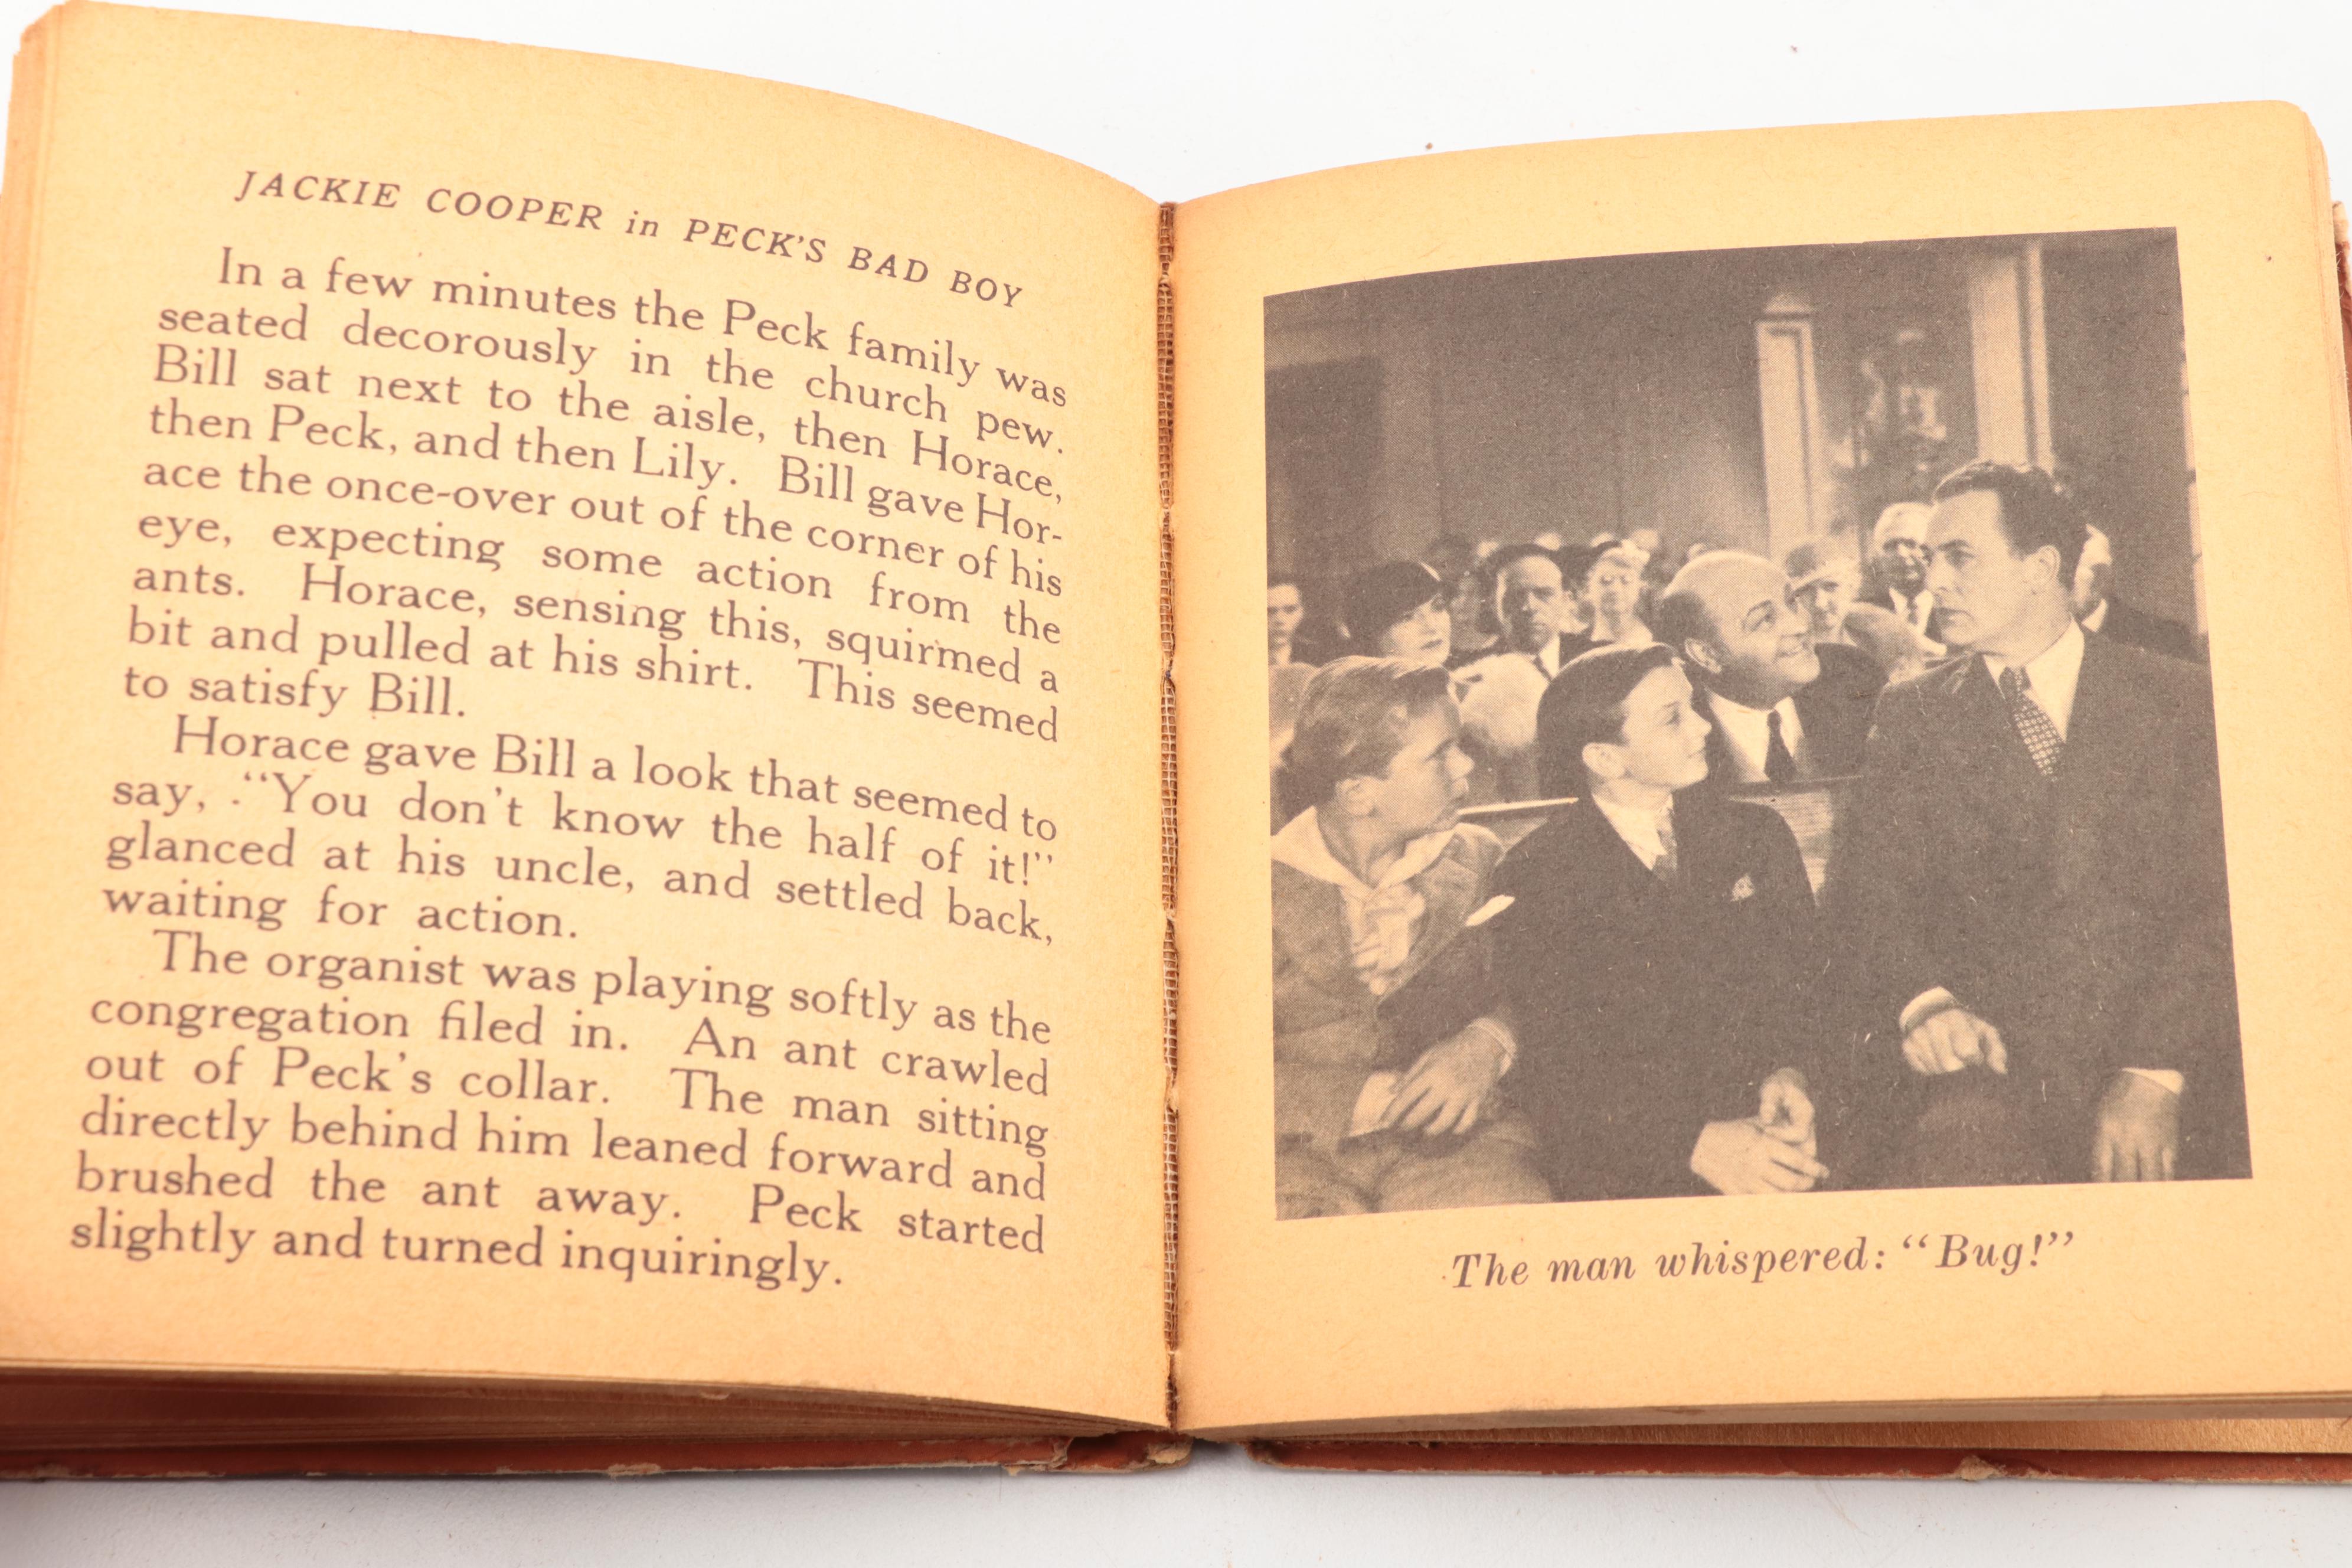 JACKIE COOPER in PECK'S BAD BOY
In a few minutes the Peck family was
seated decorously in the church pew.
Bill sat next to the aisle, then Horace,
then Peck, and then Lily. Bill gave Hor-
ace the once-over out of the corner of his
eye, expecting some action from the
ants. Horace, sensing this, squirmed a
bit and pulled at his shirt. This seemed
to satisfy Bill.
Horace gave Bill a look that seemed to
say, "You don't know the half of it!"
glanced at his uncle, and settled back,
waiting for action.
The organist was playing softly as the
congregation filed in. An ant crawled
out of Peck's collar. The man sitting
directly behind him leaned forward and
brushed the ant away. Peck started
slightly and turned inquiringly.
The man whispered: "Bug!"